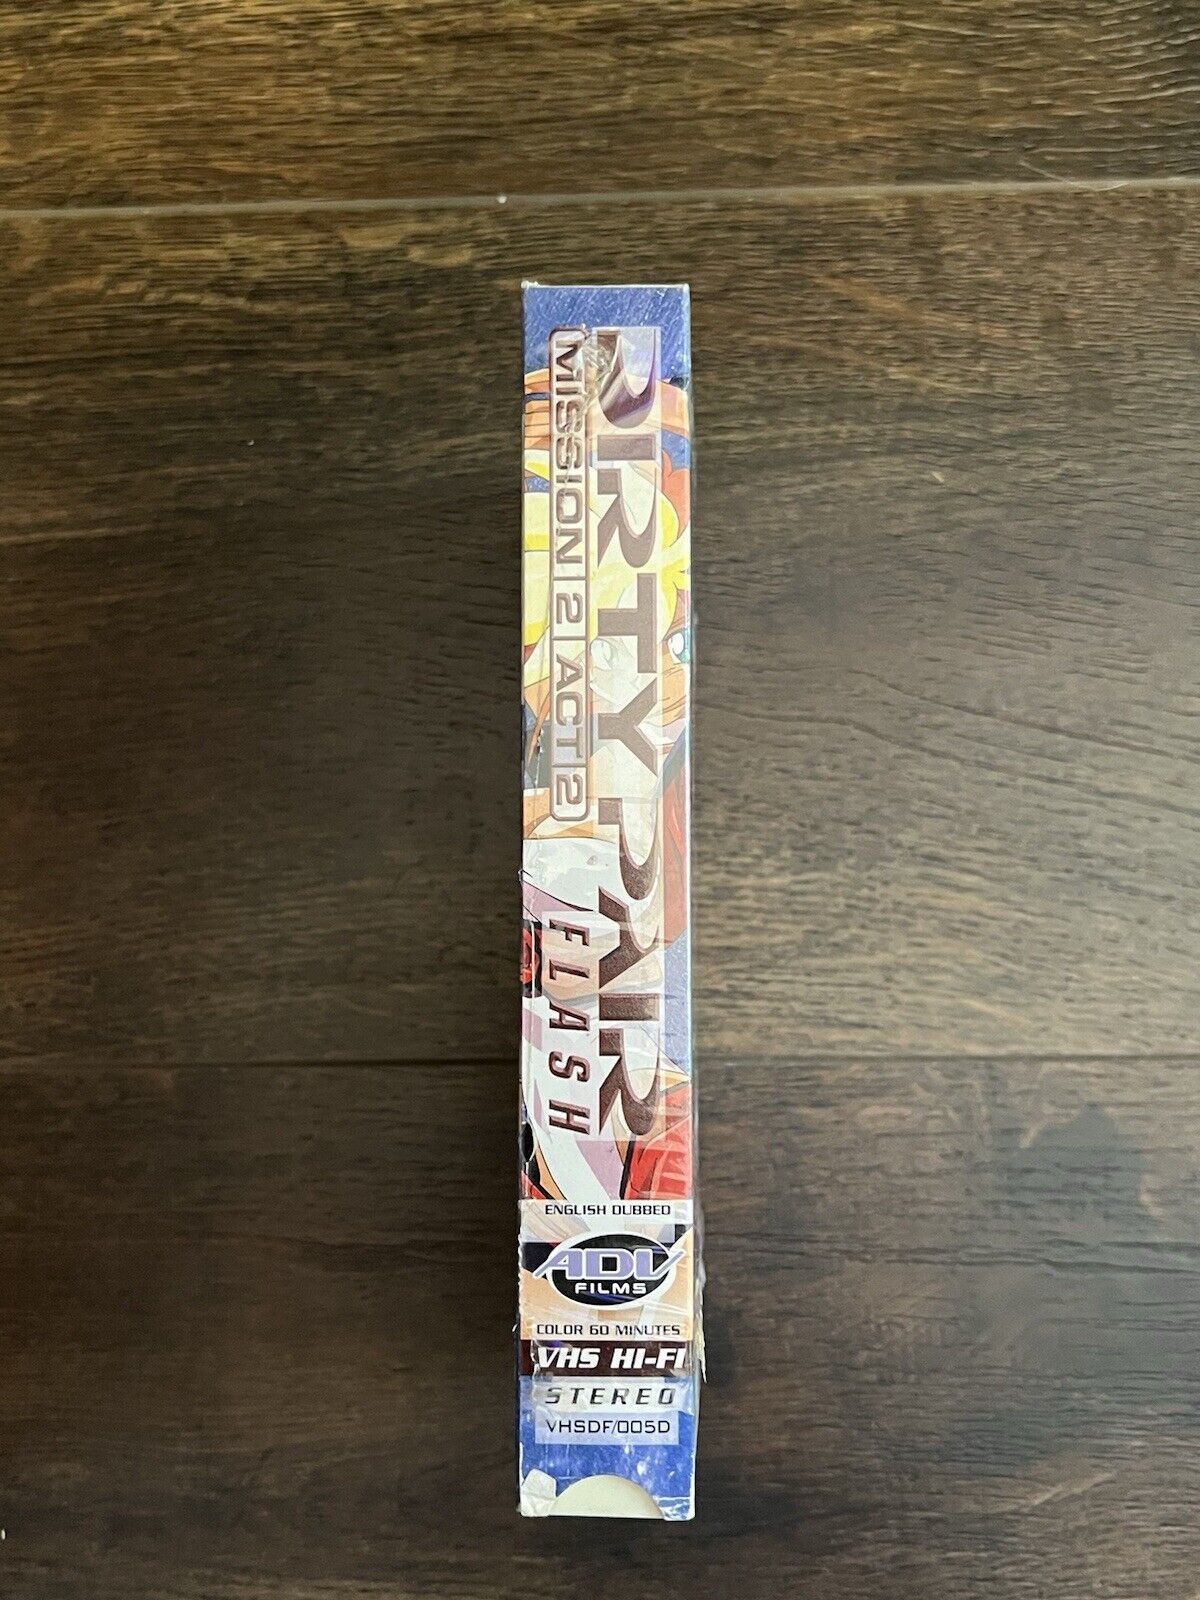 DIRTY PAIR
FLASH
MISSION 2 ACT 2
ENGLISH DUBBED
ADV
FILMS
COLOR 60 MINUTES
VHS HI-FI
STEREO
VHSDF/005D